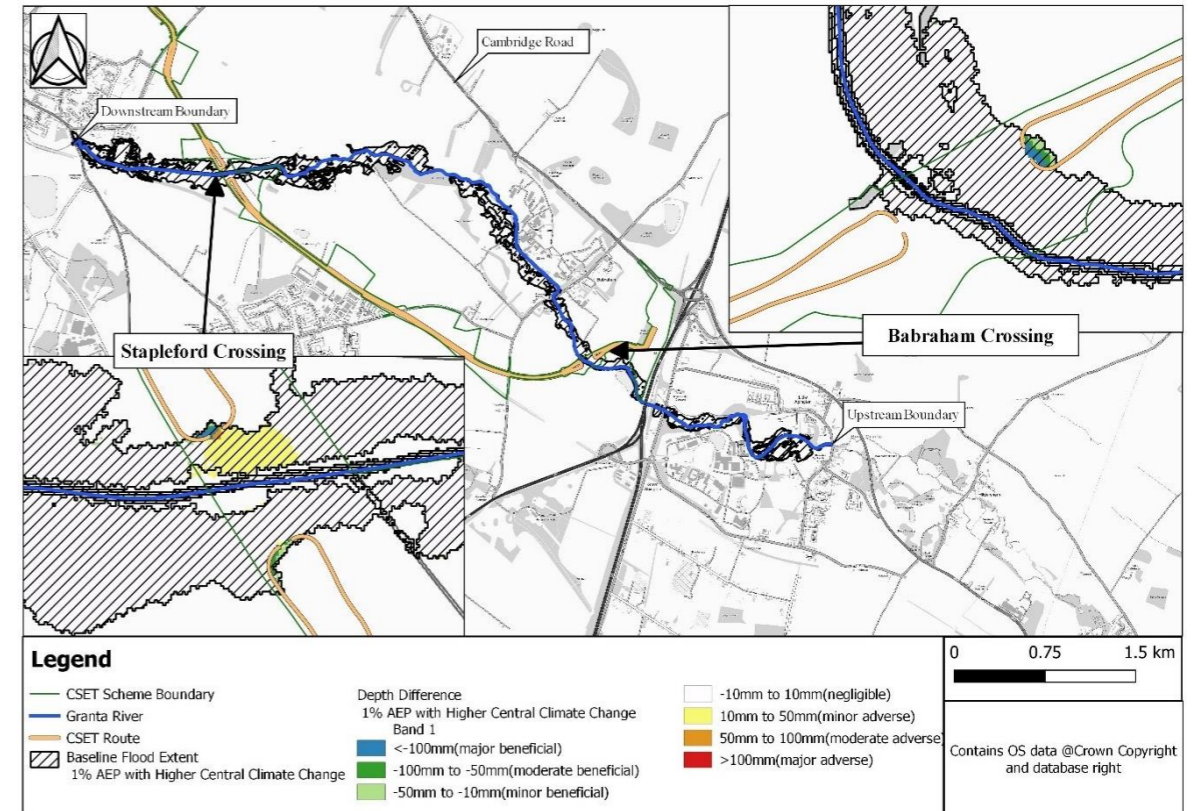 Cambridge Road
Downstream Boundary
Stapleford Crossing
Babraham Crossing
Upstream Boundary
Legend
CSET Scheme Boundary
Granta River
CSET Route
Baseline Flood Extent
1% AEP with Higher Central Climate Change
Depth Difference
1% AEP with Higher Central Climate Change
Band 1
<-100mm(major beneficial)
-100mm to -50mm(moderate beneficial)
-50mm to -10mm(minor beneficial)
-10mm to 10mm(negligible)
10mm to 50mm(minor adverse)
50mm to 100mm(moderate adverse)
>100mm(major adverse)
0 0.75 1.5 km
Contains OS data @Crown Copyright
and database right